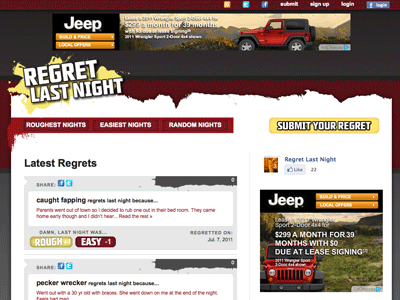 submit sign up login login
Jeep
BUILD & PRICE
LOCAL OFFERS
Lease a 2011 Wrangler Sport 2-Door 4x4 for
$299 a month for 39
months with $0
due at lease signing
2011 Wrangler Sport 2-Door 4x4 shown
REGRET
LAST NIGHT
ROUGHEST NIGHTS EASIEST NIGHTS RANDOM NIGHTS
SUBMIT YOUR REGRET
Latest Regrets
SHARE: 0
caught fapping regrets last night because...
Parents went out of town so I decided to rub one out in their bed room. They
came home early though and I didn't hear... Read the rest »
DAMN, LAST NIGHT WAS...
ROUGH +1 EASY -1
REGRETTED ON:
Jul. 7, 2011
SHARE: 0
pecker wrecker regrets last night because...
Went out with a 30 yr old with braces. She went down on me at the end of the night.
Feels bad man
Regret Last Night
Like 22
Jeep
BUILD & PRICE
LOCAL OFFERS
Lease a 2011 Wrangler
Sport 2-Door 4x4 for
$299 A MONTH FOR 39
MONTHS WITH $0
DUE AT LEASE SIGNING
2011 Wrangler Sport 2-Door 4x4 shown